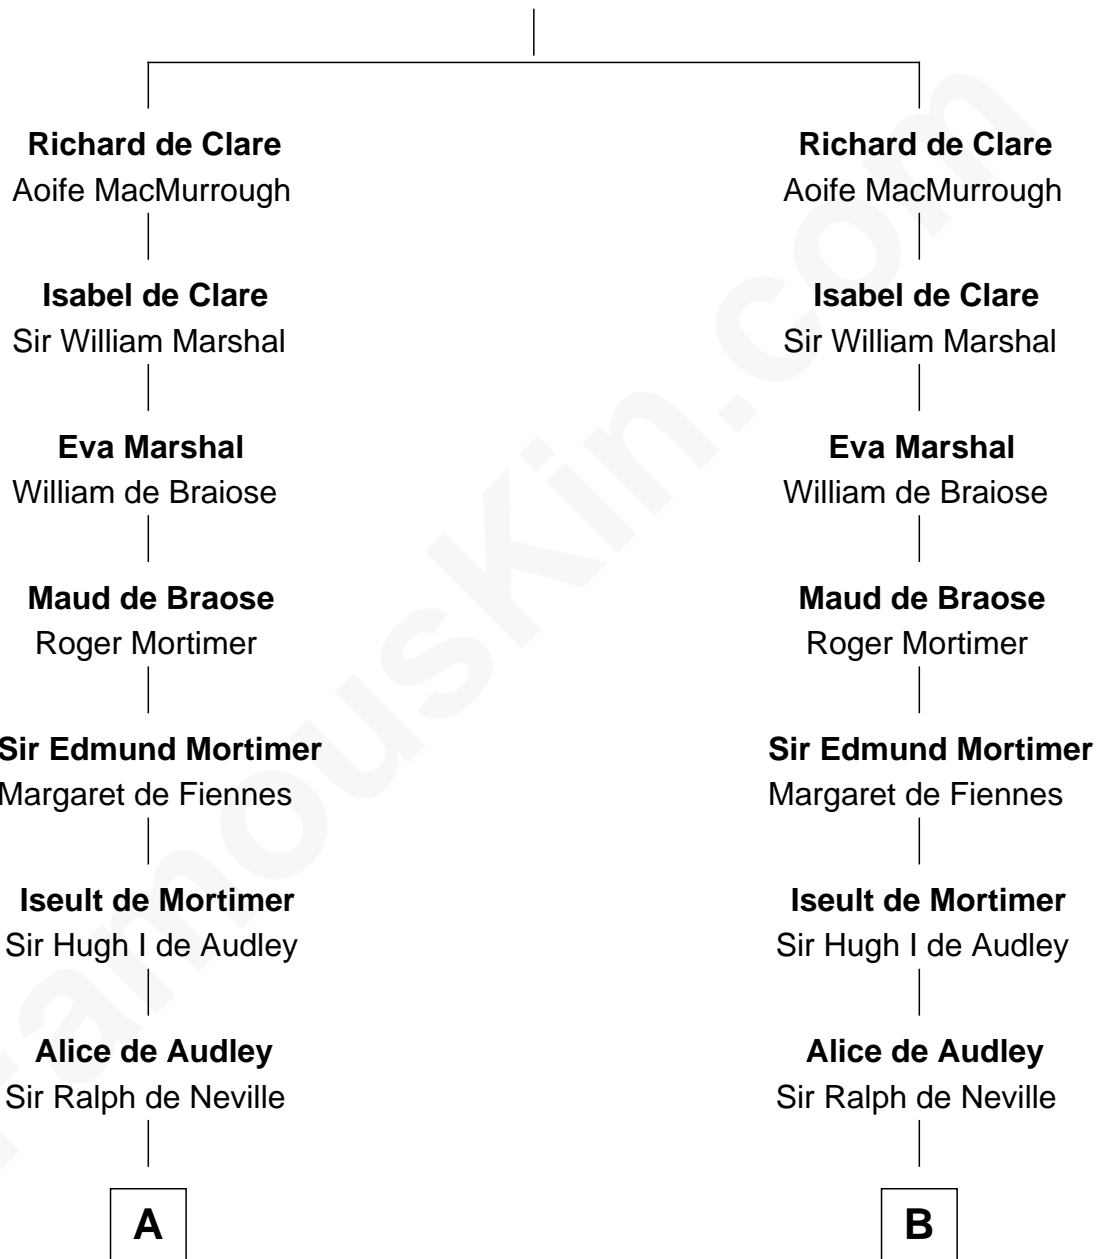 Richard de Clare
Aoife MacMurrough
Isabel de Clare
Sir William Marshal
Eva Marshal
William de Braiose
Maud de Braose
Roger Mortimer
Sir Edmund Mortimer
Margaret de Fiennes
Iseult de Mortimer
Sir Hugh I de Audley
Alice de Audley
Sir Ralph de Neville
A
Richard de Clare
Aoife MacMurrough
Isabel de Clare
Sir William Marshal
Eva Marshal
William de Braiose
Maud de Braose
Roger Mortimer
Sir Edmund Mortimer
Margaret de Fiennes
Iseult de Mortimer
Sir Hugh I de Audley
Alice de Audley
Sir Ralph de Neville
B
FamousKin.com